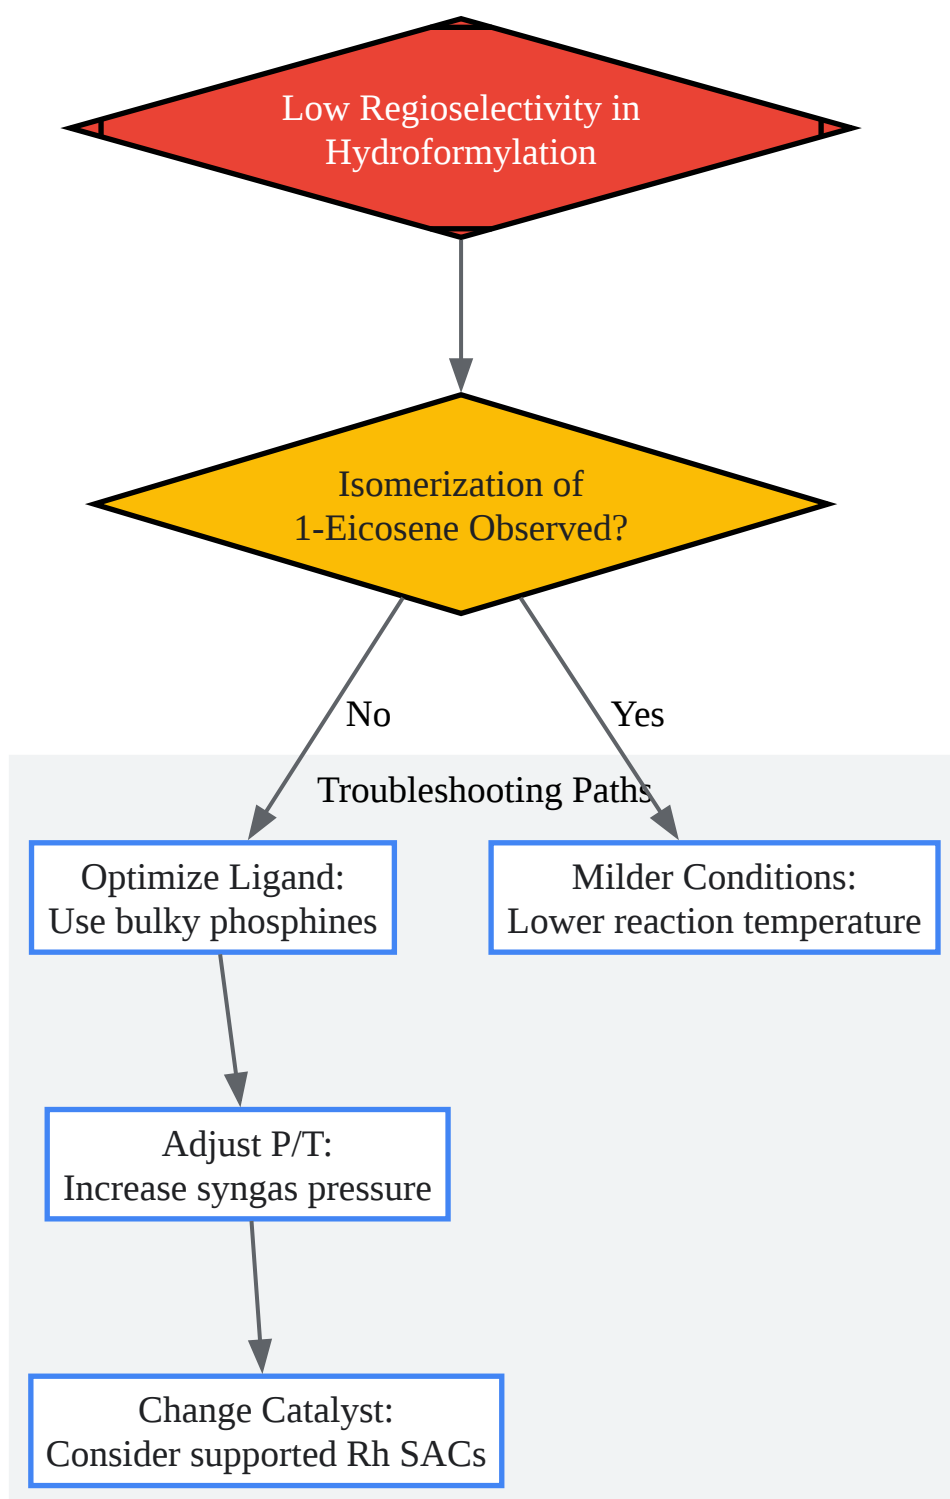 Low Regioselectivity in
Hydroformylation
Isomerization of
1-Eicosene Observed?
No
Yes
Troubleshooting Paths
Optimize Ligand:
Use bulky phosphines
Milder Conditions:
Lower reaction temperature
Adjust P/T:
Increase syngas pressure
Change Catalyst:
Consider supported Rh SACs